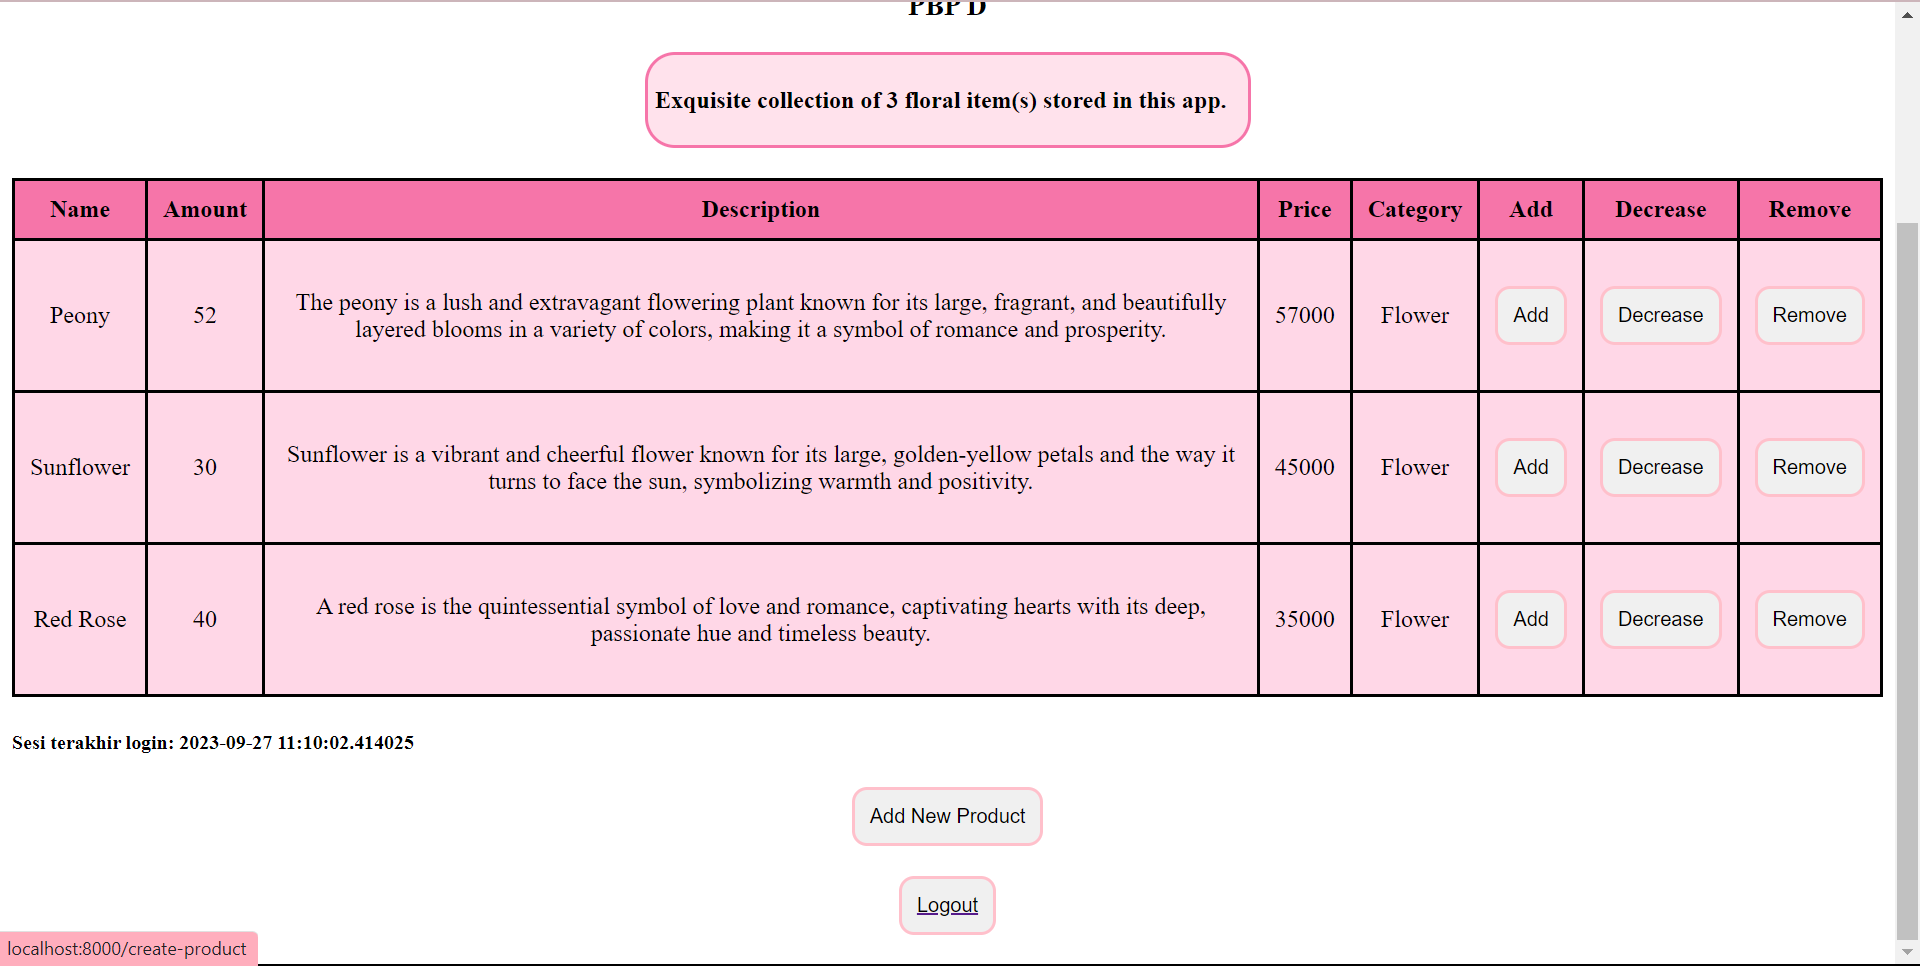 PBP D
Exquisite collection of 3 floral item(s) stored in this app.
Name Amount Description Price Category Add Decrease Remove
Peony 52 The peony is a lush and extravagant flowering plant known for its large, fragrant, and beautifully
layered blooms in a variety of colors, making it a symbol of romance and prosperity. 57000 Flower Add Decrease Remove
Sunflower 30 Sunflower is a vibrant and cheerful flower known for its large, golden-yellow petals and the way it
turns to face the sun, symbolizing warmth and positivity. 45000 Flower Add Decrease Remove
Red Rose 40 A red rose is the quintessential symbol of love and romance, captivating hearts with its deep,
passionate hue and timeless beauty. 35000 Flower Add Decrease Remove
Sesi terakhir login: 2023-09-27 11:10:02.414025
Add New Product
Logout
localhost:8000/create-product